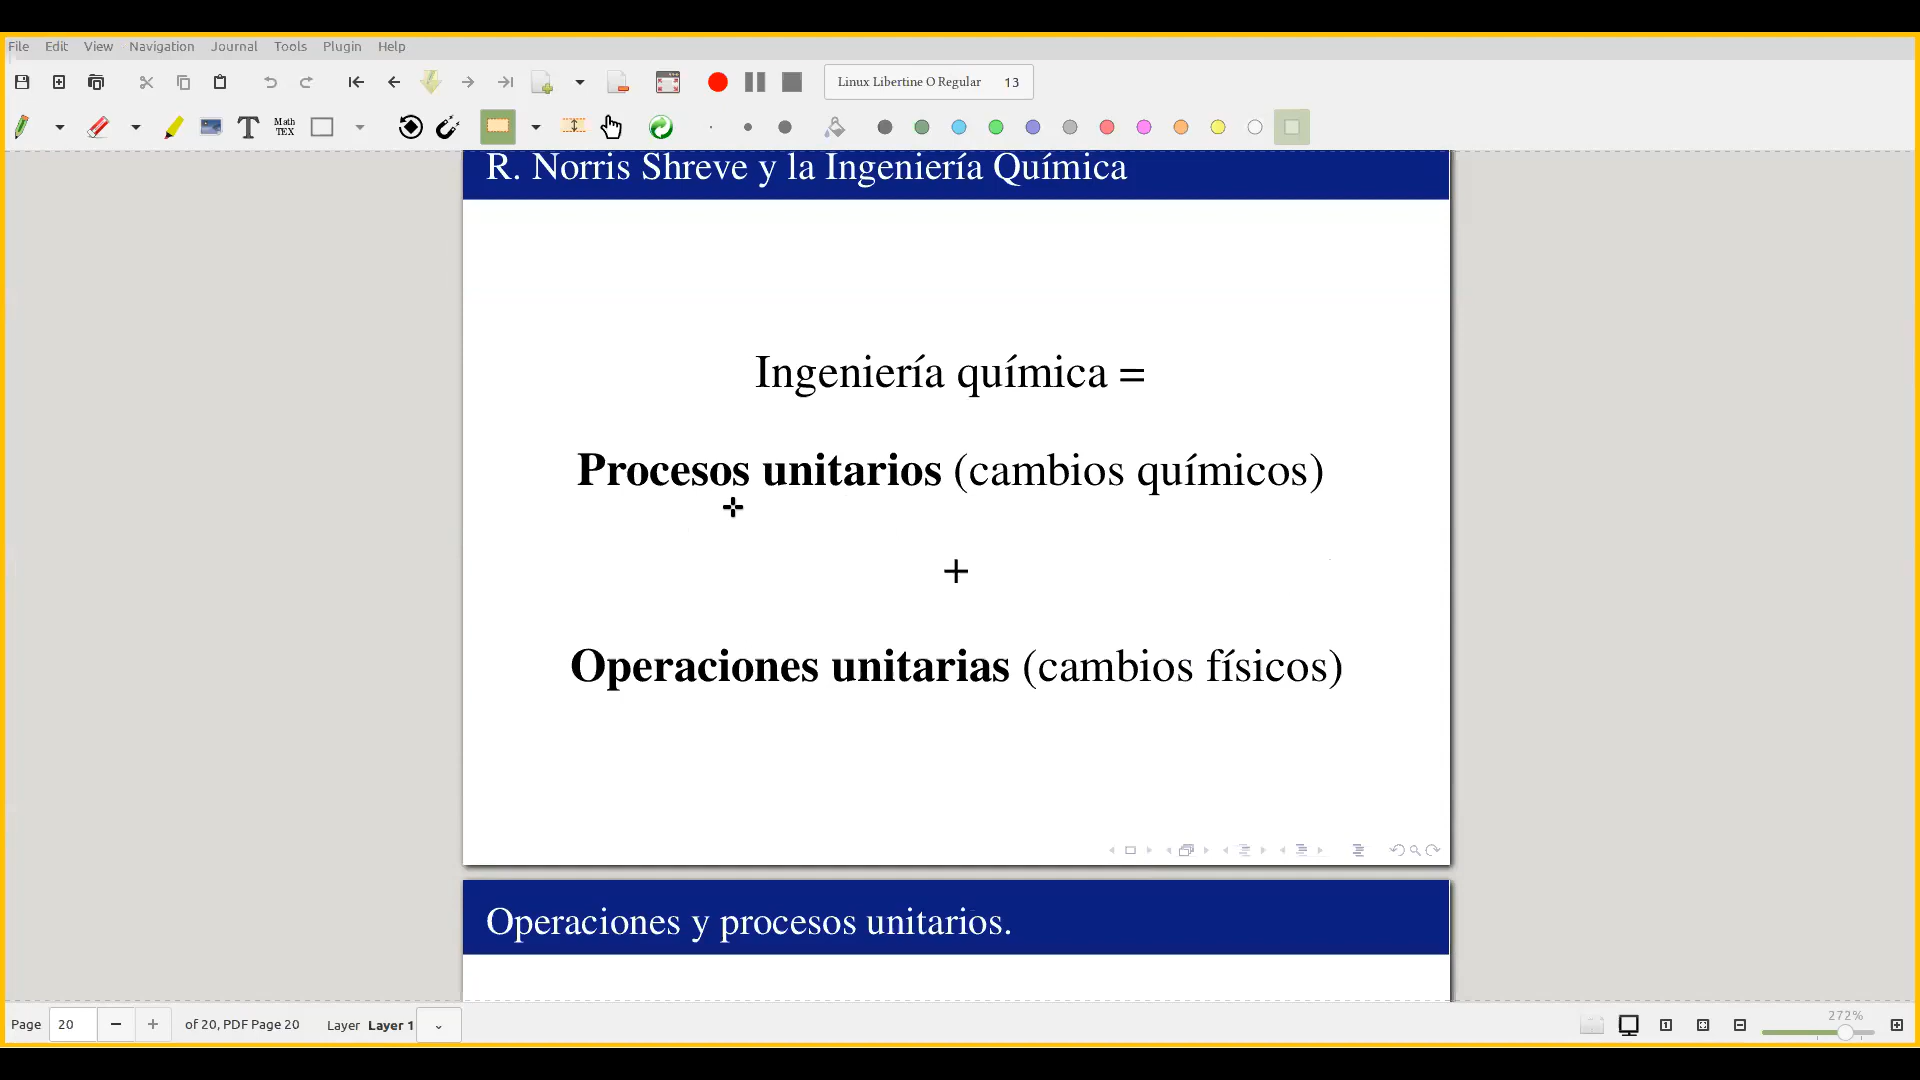 File Edit View Navigation Journal Tools Plugin Help
Linux Libertine O Regular 13
Math
TEX
R. Norris Shreve y la Ingeniería Química
Ingeniería química =
Procesos unitarios (cambios químicos)
+
Operaciones unitarias (cambios físicos)
Operaciones y procesos unitarios.
Page 20 of 20, PDF Page 20 Layer Layer 1 272%